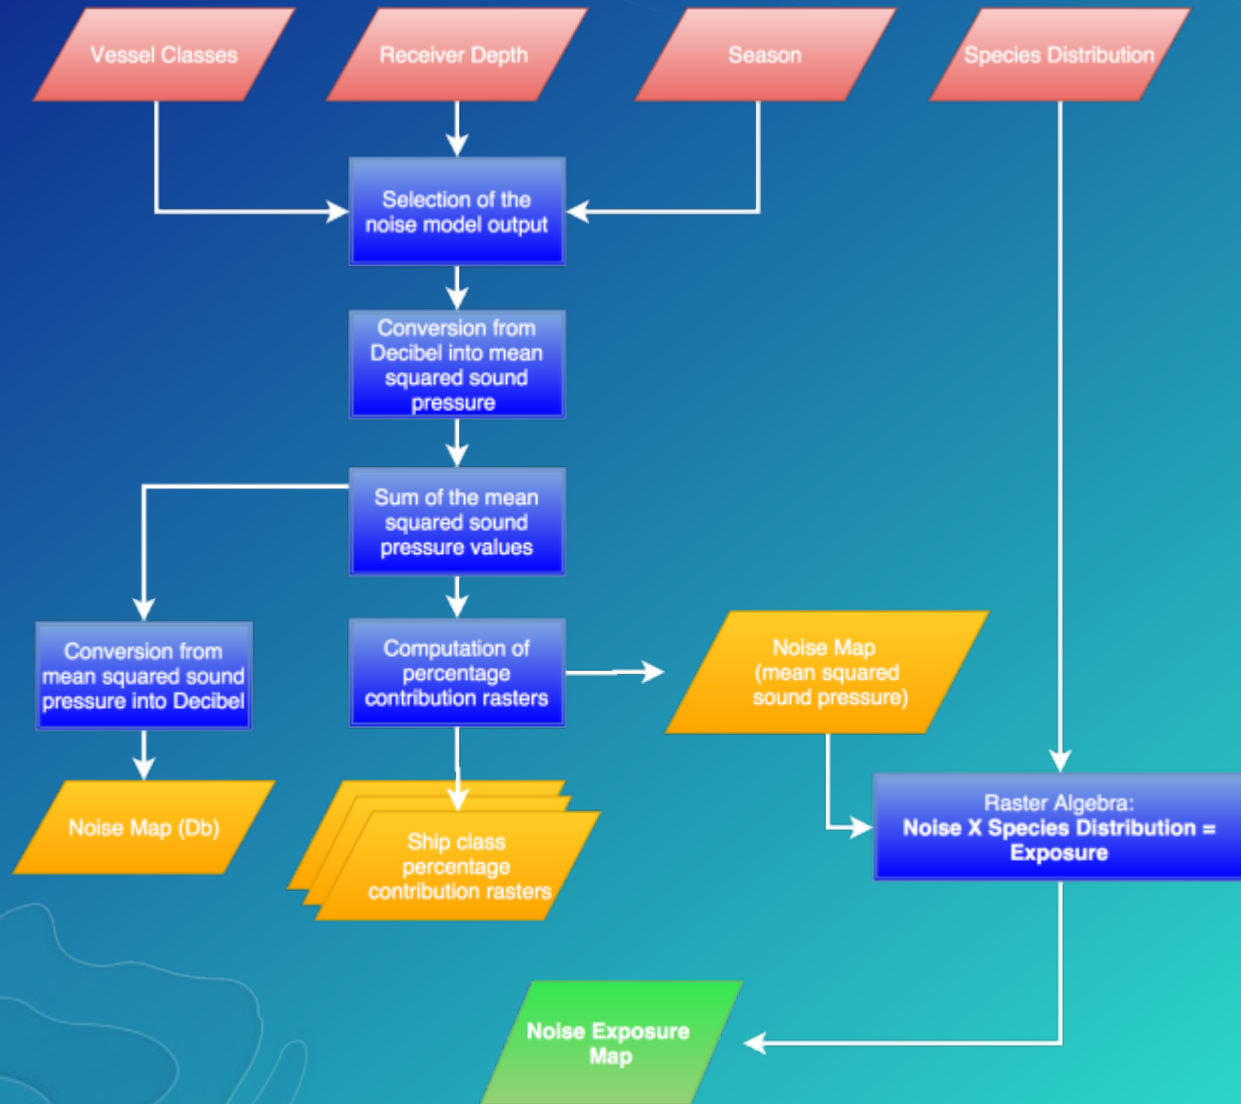 Vessel Classes
Receiver Depth
Season
Species Distribution
Selection of the
noise model output
Conversion from
Decibel into mean
squared sound
pressure
Sum of the mean
squared sound
pressure values
Conversion from
mean squared sound
pressure into Decibel
Computation of
percentage
contribution rasters
Noise Map
(mean squared
sound pressure)
Raster Algebra:
Noise X Species Distribution =
Exposure
Noise Map (Db)
Ship class
percentage
contribution rasters
Noise Exposure
Map